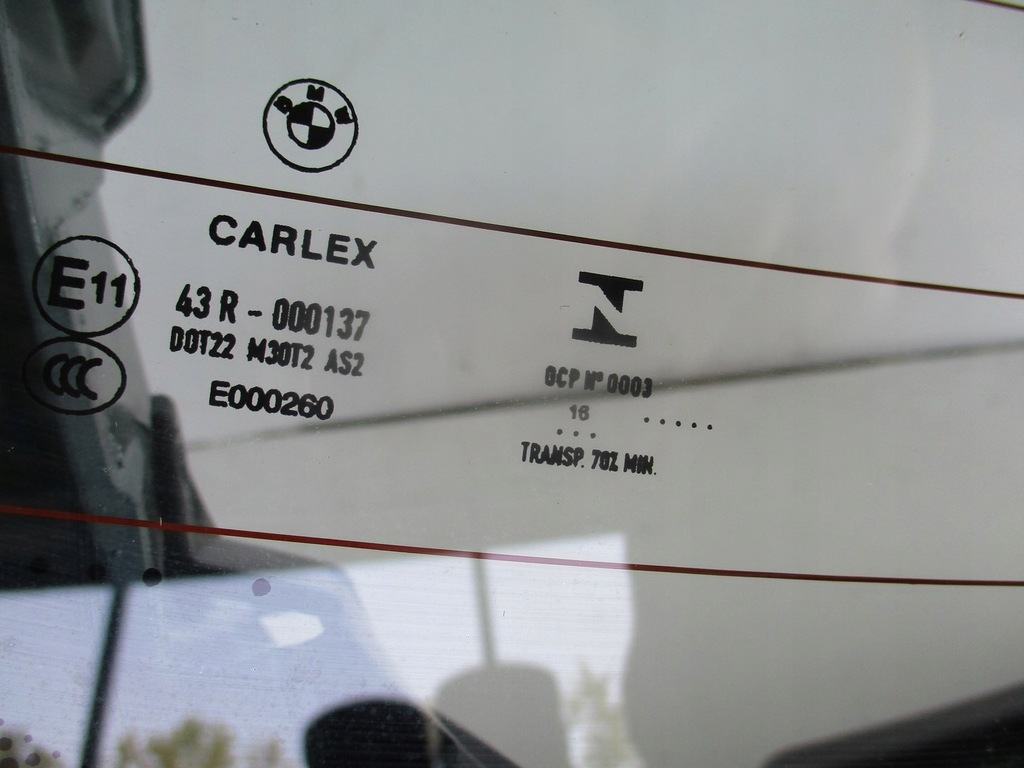 BMW
CARLEX
E11
43 R - 000137
DOT22 M30T2 AS2
CCC
E000260
OCP Nº 0003
16 .....
...
TRANSP. 70% MIN.